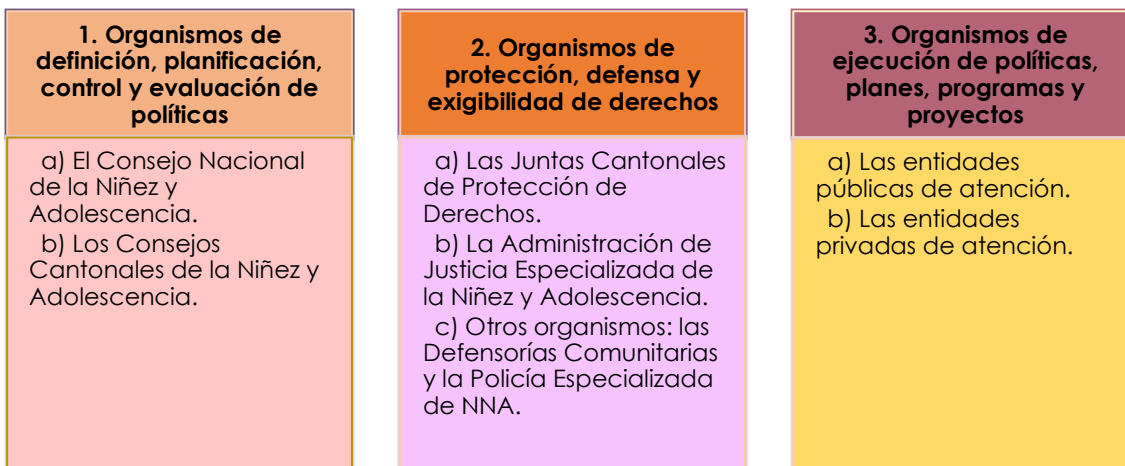 1. Organismos de
definición, planificación,
control y evaluación de
políticas
a) El Consejo Nacional
de la Niñez y
Adolescencia.
b) Los Consejos
Cantonales de la Niñez y
Adolescencia.
2. Organismos de
protección, defensa y
exigibilidad de derechos
a) Las Juntas Cantonales
de Protección de
Derechos.
b) La Administración de
Justicia Especializada de
la Niñez y Adolescencia.
c) Otros organismos: las
Defensorías Comunitarias
y la Policía Especializada
de NNA.
3. Organismos de
ejecución de políticas,
planes, programas y
proyectos
a) Las entidades
públicas de atención.
b) Las entidades
privadas de atención.